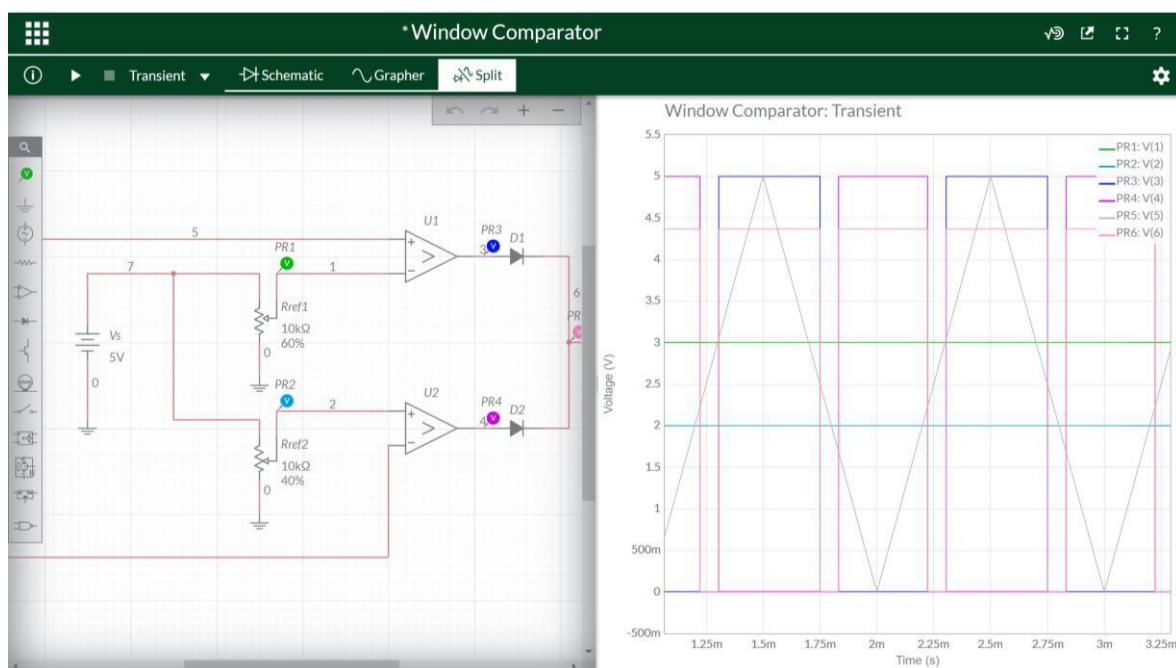 *Window Comparator
?
Transient
Schematic
Grapher
Split
5
7
Vs
5V
0
PR1
V
1
Rref1
10kΩ
60%
0
PR2
V
2
Rref2
10kΩ
40%
0
U1
PR3
3
V
D1
U2
PR4
4
V
D2
6
PR
Window Comparator: Transient
PR1: V(1)
PR2: V(2)
PR3: V(3)
PR4: V(4)
PR5: V(5)
PR6: V(6)
Voltage (V)
5.5
5
4.5
4
3.5
3
2.5
2
1.5
1
500m
0
-500m
1.25m 1.5m 1.75m 2m 2.25m 2.5m 2.75m 3m 3.25m
Time (s)